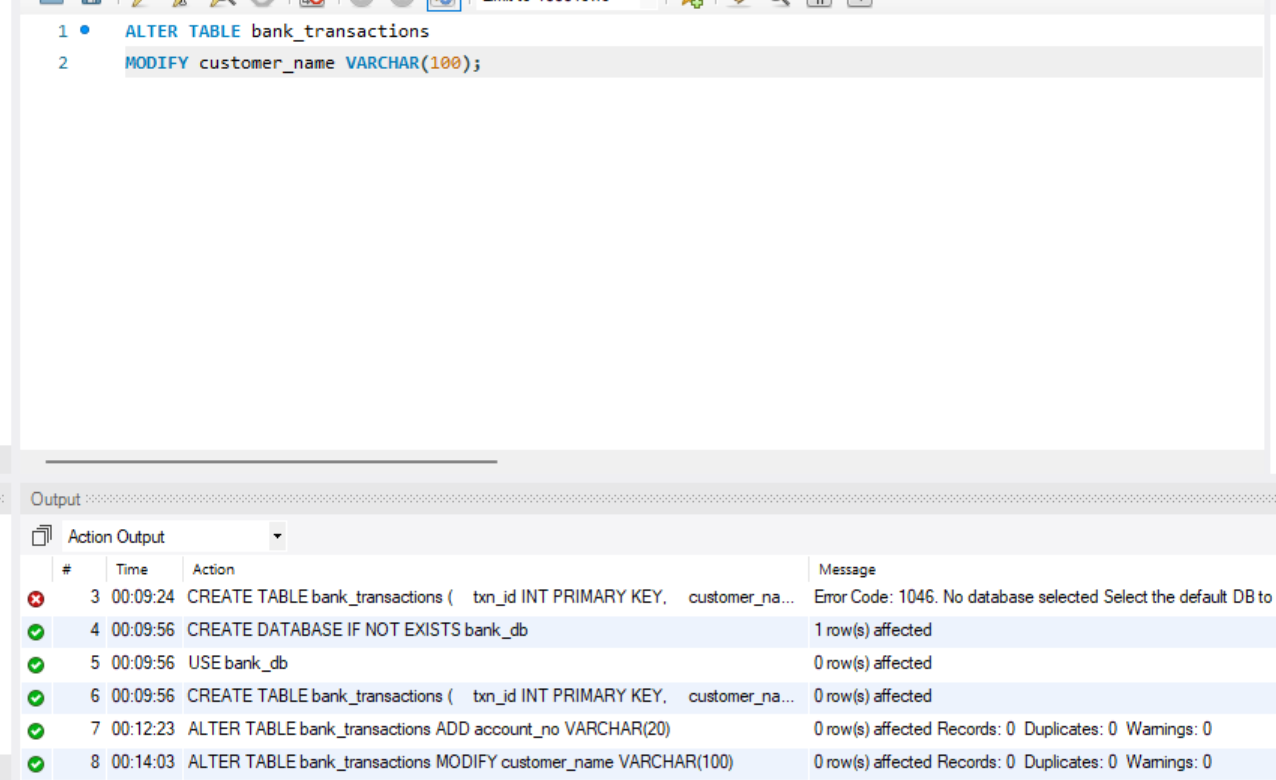 1 ALTER TABLE bank_transactions
2 MODIFY customer_name VARCHAR(100);
Output
Action Output
# Time Action Message
3 00:09:24 CREATE TABLE bank_transactions ( txn_id INT PRIMARY KEY, customer_na... Error Code: 1046. No database selected Select the default DB to
4 00:09:56 CREATE DATABASE IF NOT EXISTS bank_db 1 row(s) affected
5 00:09:56 USE bank_db 0 row(s) affected
6 00:09:56 CREATE TABLE bank_transactions ( txn_id INT PRIMARY KEY, customer_na... 0 row(s) affected
7 00:12:23 ALTER TABLE bank_transactions ADD account_no VARCHAR(20) 0 row(s) affected Records: 0 Duplicates: 0 Warnings: 0
8 00:14:03 ALTER TABLE bank_transactions MODIFY customer_name VARCHAR(100) 0 row(s) affected Records: 0 Duplicates: 0 Warnings: 0